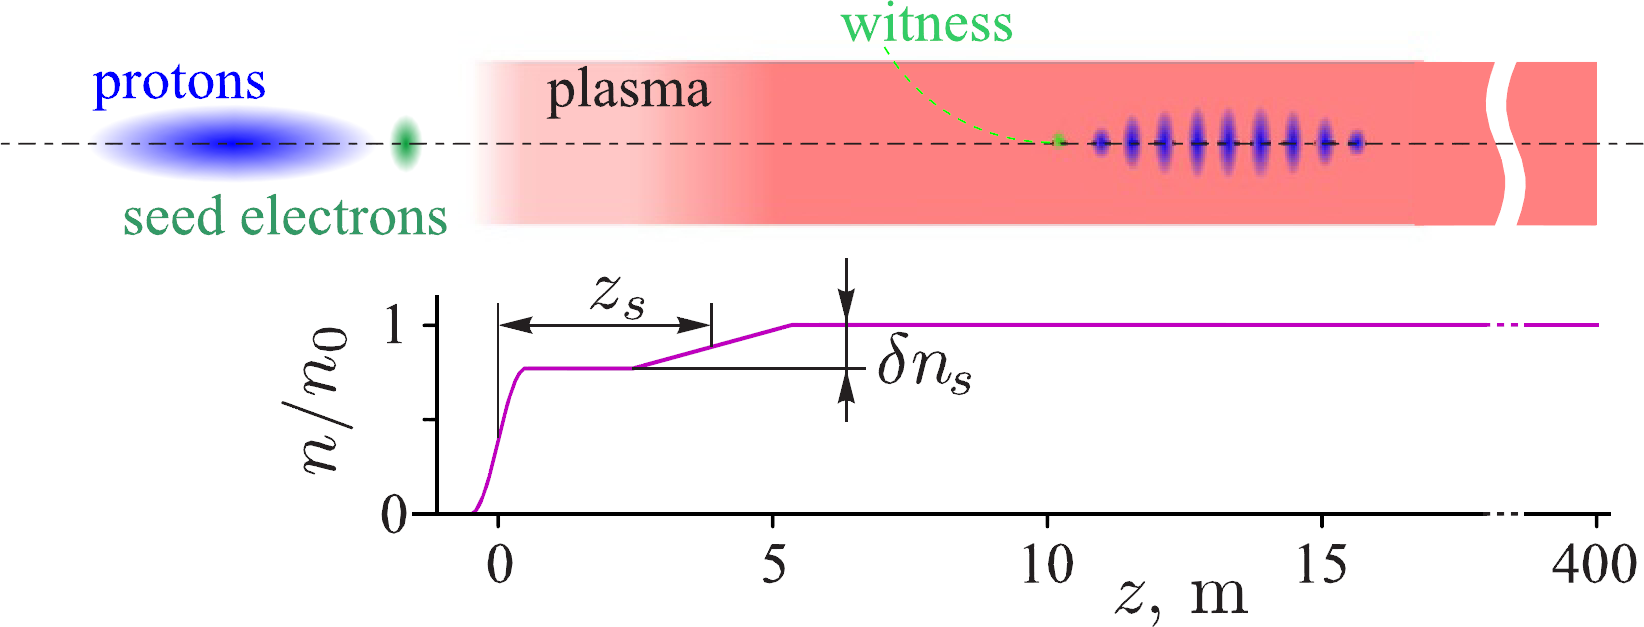 witness
protons
plasma
seed electrons
z_s
1
δn_s
n/n_0
0
0 5 10 15 400
z, m